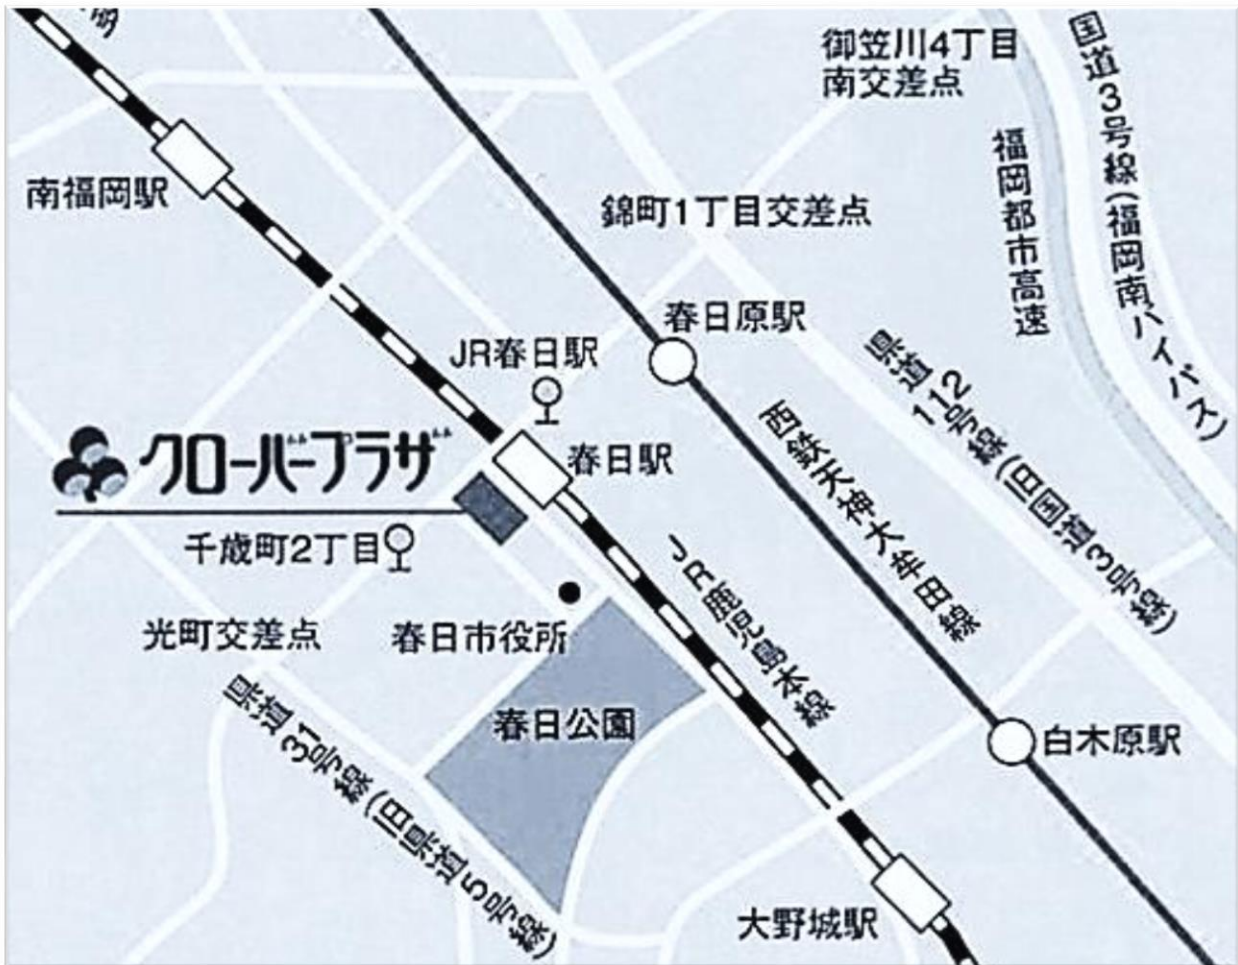 御笠川4丁目
南交差点
国道3号線(福岡南バイパス)
福岡都市高速
南福岡駅
錦町1丁目交差点
春日原駅
JR春日駅
県道112号線(旧国道3号線)
クローバープラザ
春日駅
西鉄天神大牟田線
千歳町2丁目
JR鹿児島本線
光町交差点
春日市役所
県道31号線(旧県道5号線)
春日公園
白木原駅
大野城駅